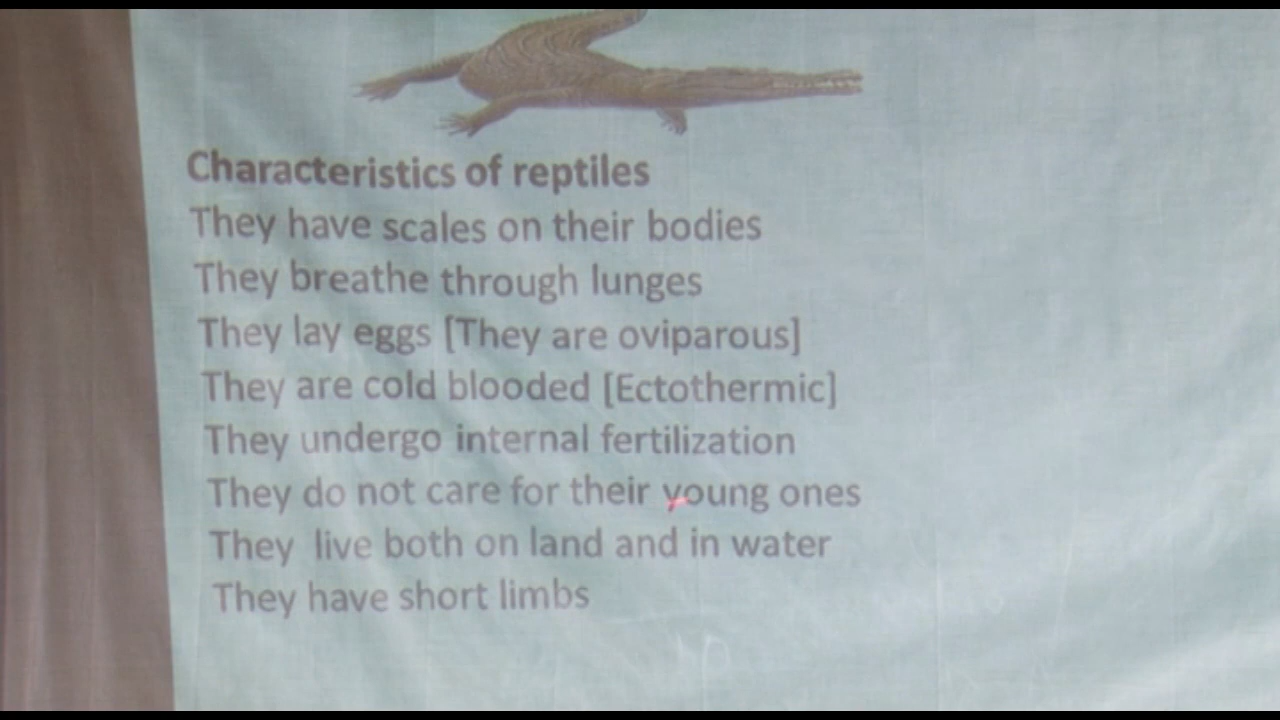 Characteristics of reptiles
They have scales on their bodies
They breathe through lunges
They lay eggs [They are oviparous]
They are cold blooded [Ectothermic]
They undergo internal fertilization
They do not care for their young ones
They live both on land and in water
They have short limbs